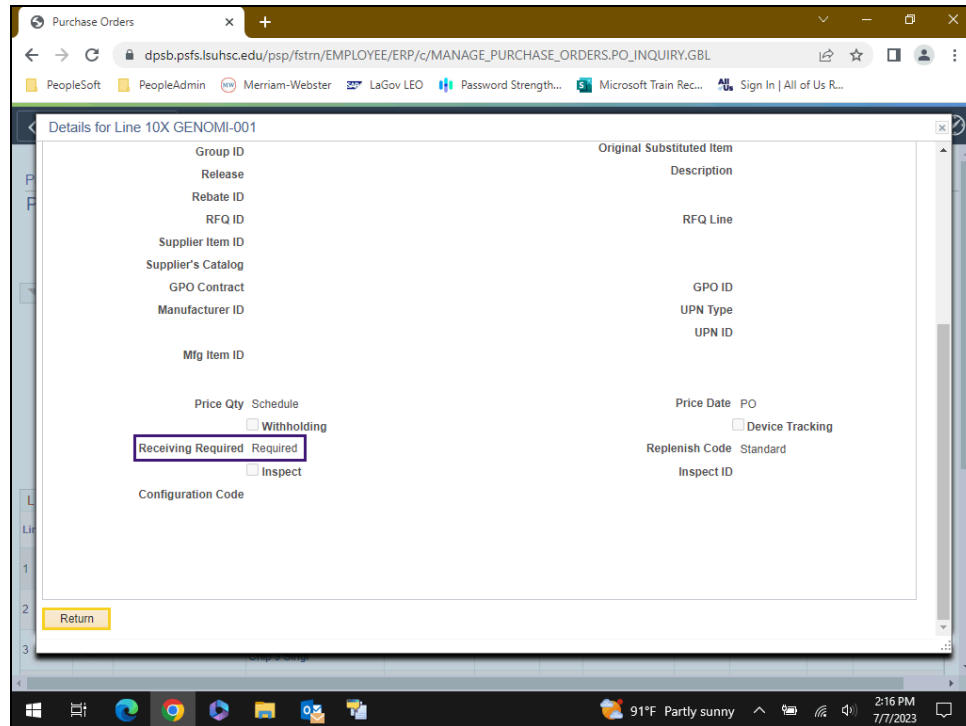 Purchase Orders
dpsb.psfs.lsuhsc.edu/psp/fstrn/EMPLOYEE/ERP/c/MANAGE_PURCHASE_ORDERS.PO_INQUIRY.GBL
PeopleSoft PeopleAdmin Merriam-Webster LaGov LEO Password Strength... Microsoft Train Rec... Sign In | All of Us R...
Details for Line 10X GENOMI-001
Group ID Original Substituted Item
Release Description
Rebate ID
RFQ ID RFQ Line
Supplier Item ID
Supplier's Catalog
GPO Contract GPO ID
Manufacturer ID UPN Type
UPN ID
Mfg Item ID
Price Qty Schedule Price Date PO
Withholding Device Tracking
Receiving Required Required Replenish Code Standard
Inspect Inspect ID
Configuration Code
1
2
Return
3
91°F Partly sunny 2:16 PM
7/7/2023